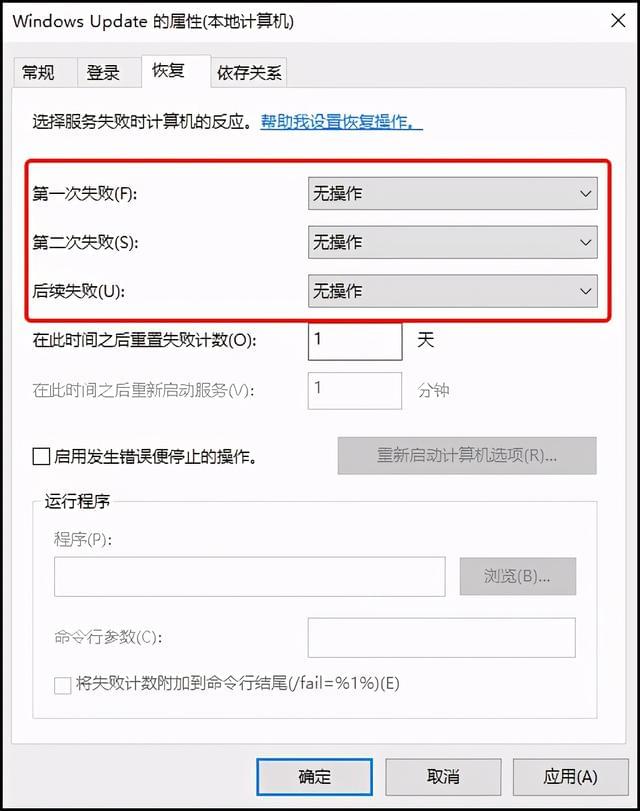 Windows Update 的属性(本地计算机)
常规 登录 恢复 依存关系
选择服务失败时计算机的反应。帮助我设置恢复操作。
第一次失败(F): 无操作
第二次失败(S): 无操作
后续失败(U): 无操作
在此时间之后重置失败计数(O): 1 天
在此时间之后重新启动服务(V): 1 分钟
启用发生错误便停止的操作。 重新启动计算机选项(R)...
运行程序
程序(P):
浏览(B)...
命令行参数(C):
将失败计数附加到命令行结尾(/fail=%1%)(E)
确定 取消 应用(A)